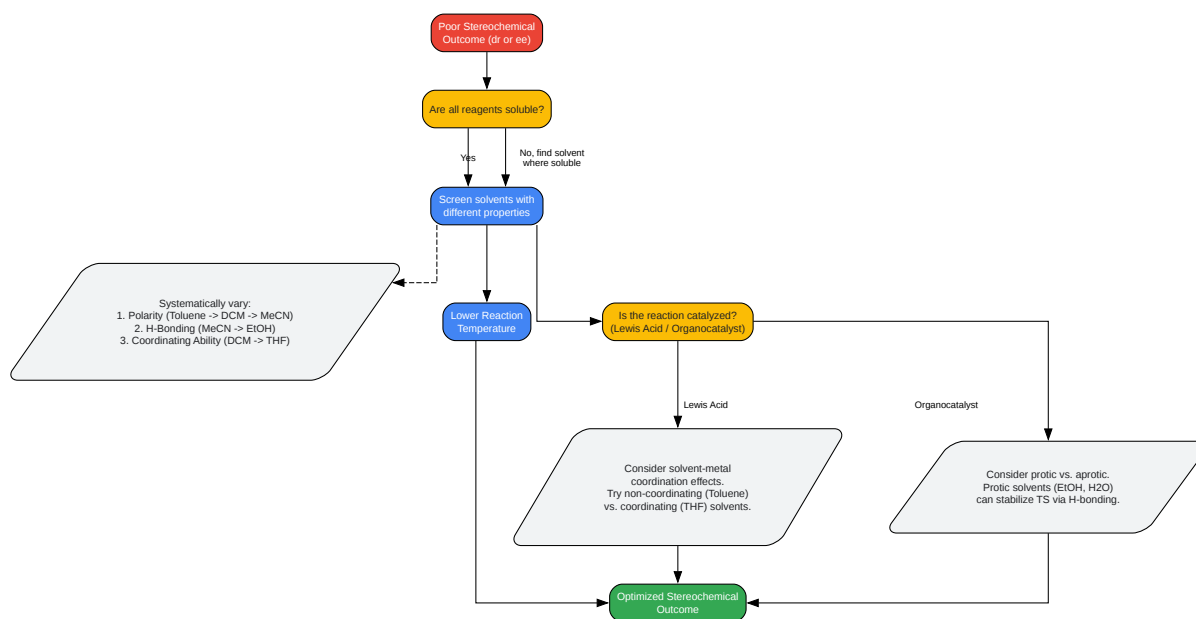 Poor Stereochemical
Outcome (dr or ee)
Are all reagents soluble?
Yes
No, find solvent
where soluble
Screen solvents with
different properties
Systematically vary:
1. Polarity (Toluene -> DCM -> MeCN)
2. H-Bonding (MeCN -> EtOH)
3. Coordinating Ability (DCM -> THF)
Lower Reaction
Temperature
Is the reaction catalyzed?
(Lewis Acid / Organocatalyst)
Lewis Acid
Organocatalyst
Consider solvent-metal
coordination effects.
Try non-coordinating (Toluene)
vs. coordinating (THF) solvents.
Consider protic vs. aprotic.
Protic solvents (EtOH, H2O)
can stabilize TS via H-bonding.
Optimized Stereochemical
Outcome